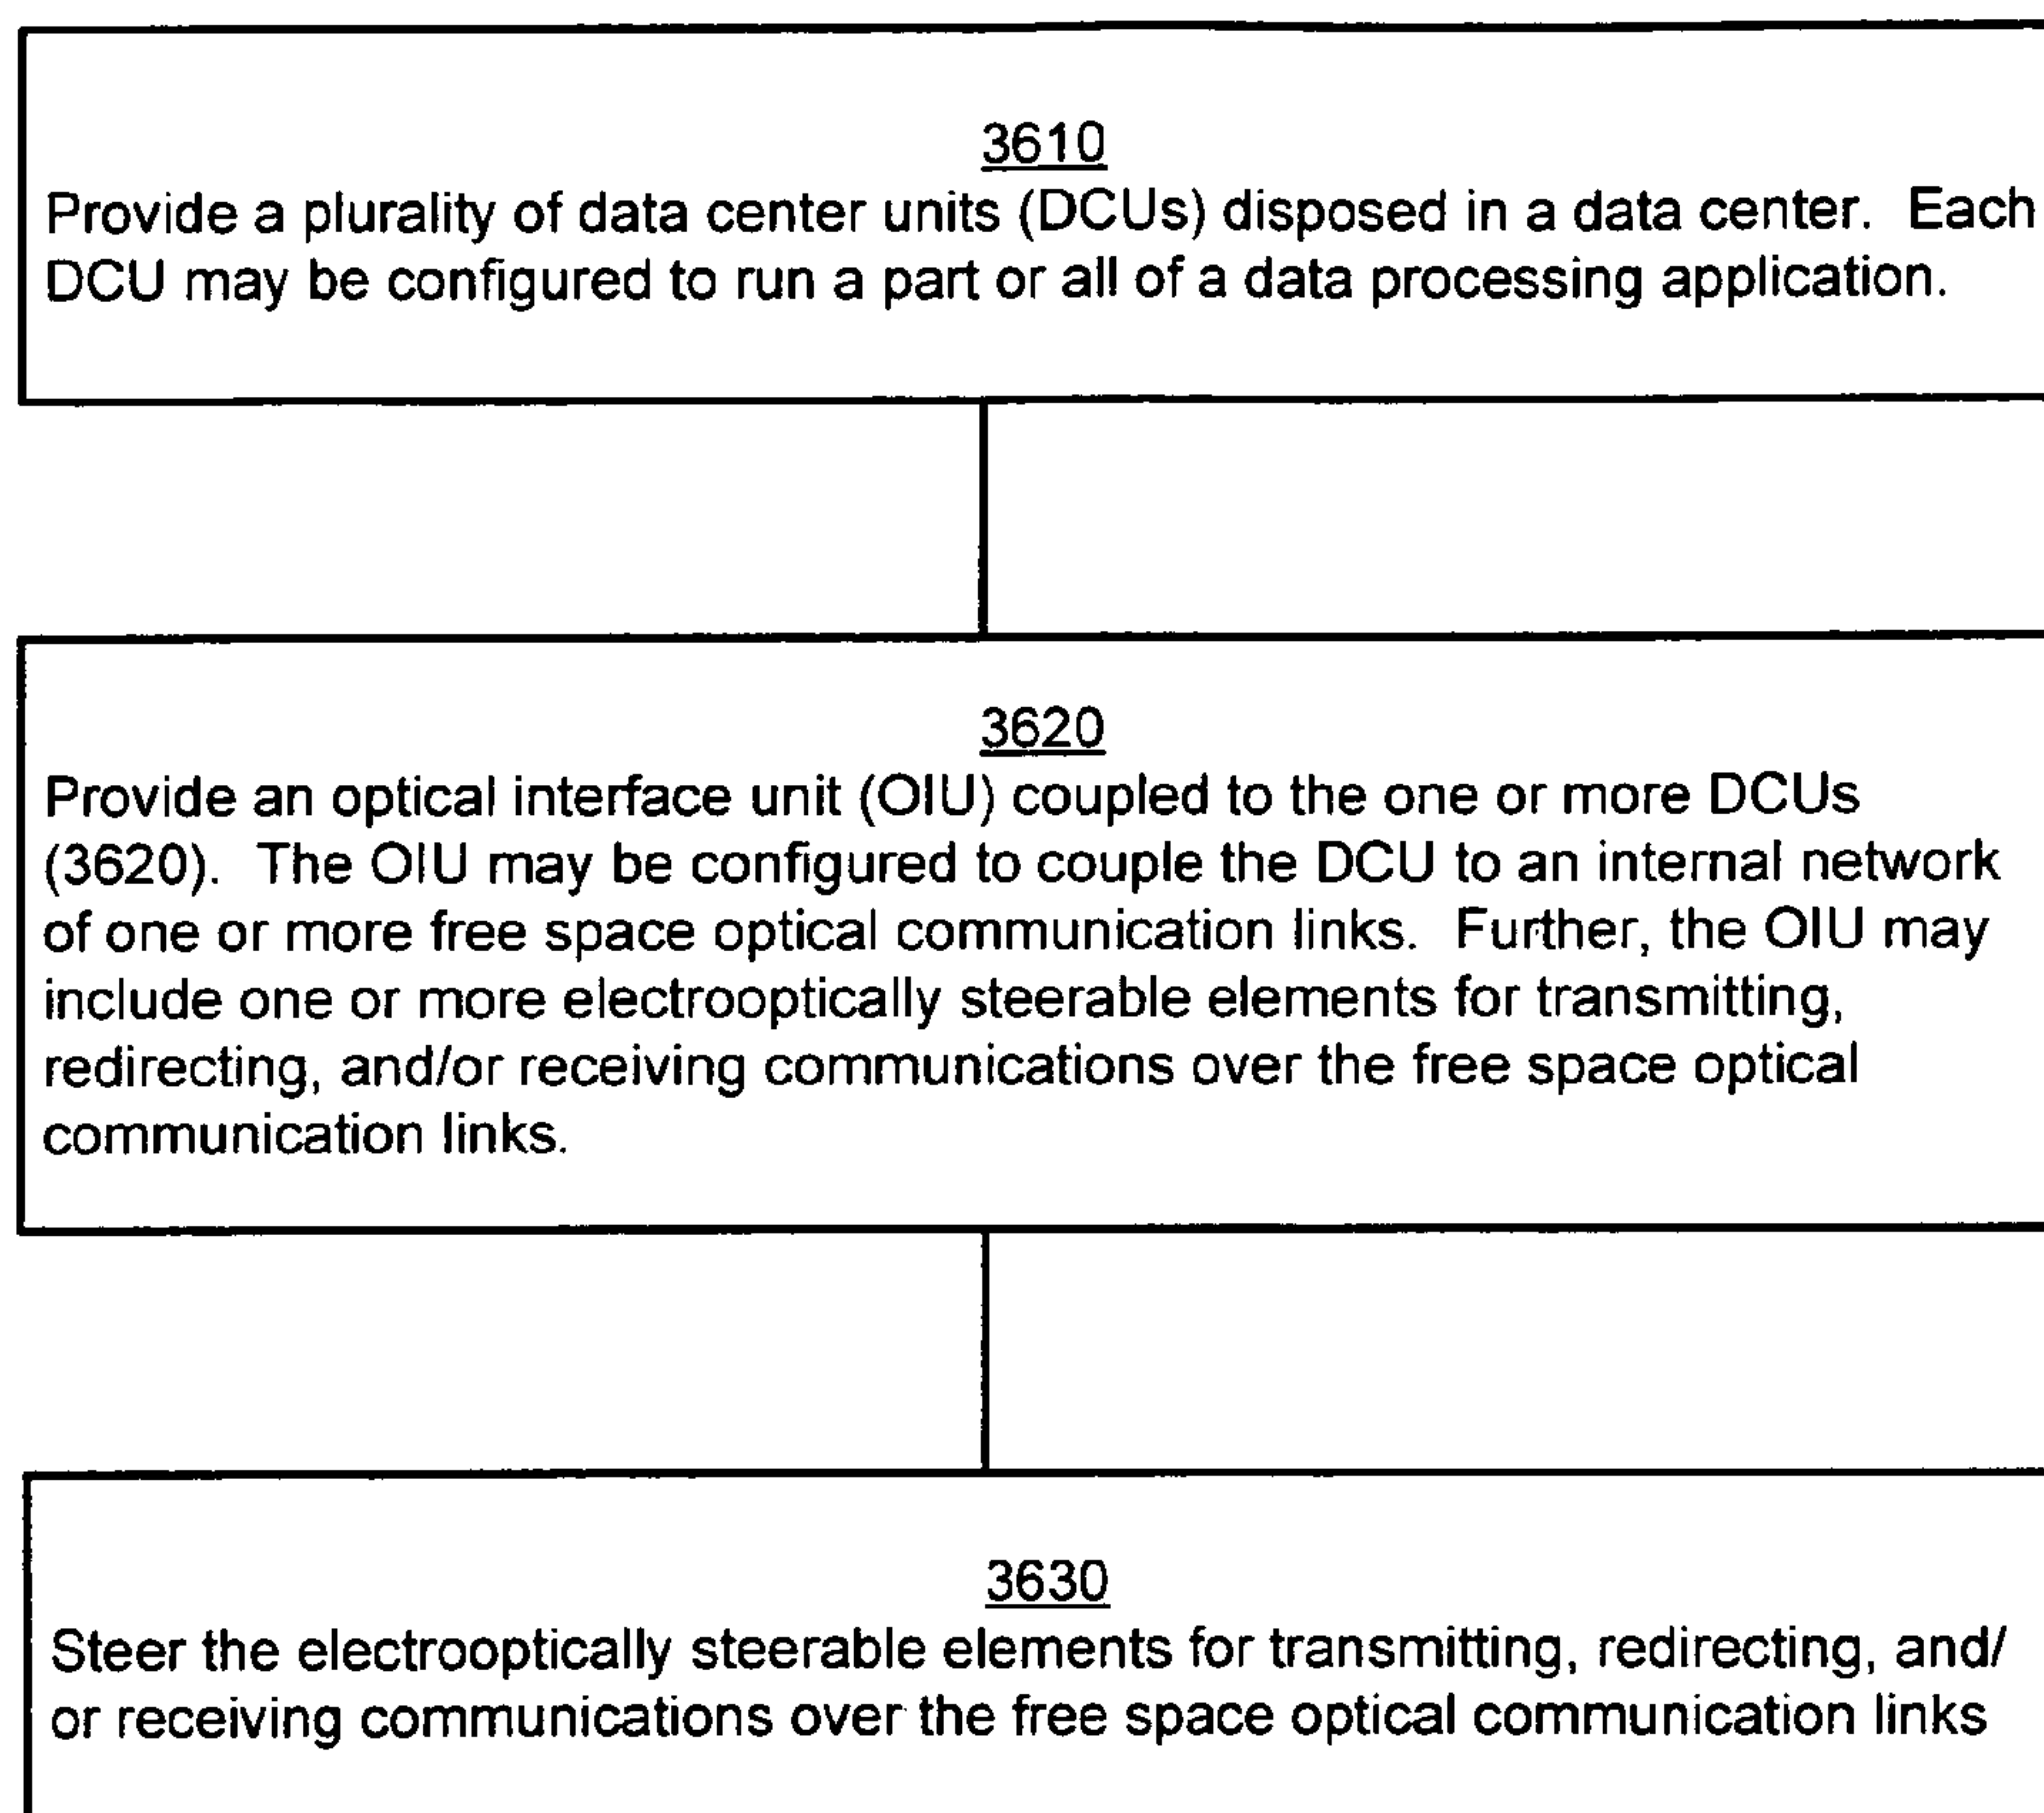 3610
Provide a plurality of data center units (DCUs) disposed in a data center. Each
DCU may be configured to run a part or all of a data processing application.
3620
Provide an optical interface unit (OIU) coupled to the one or more DCUs
(3620). The OIU may be configured to couple the DCU to an internal network
of one or more free space optical communication links. Further, the OIU may
include one or more electrooptically steerable elements for transmitting,
redirecting, and/or receiving communications over the free space optical
communication links.
3630
Steer the electrooptically steerable elements for transmitting, redirecting, and/
or receiving communications over the free space optical communication links